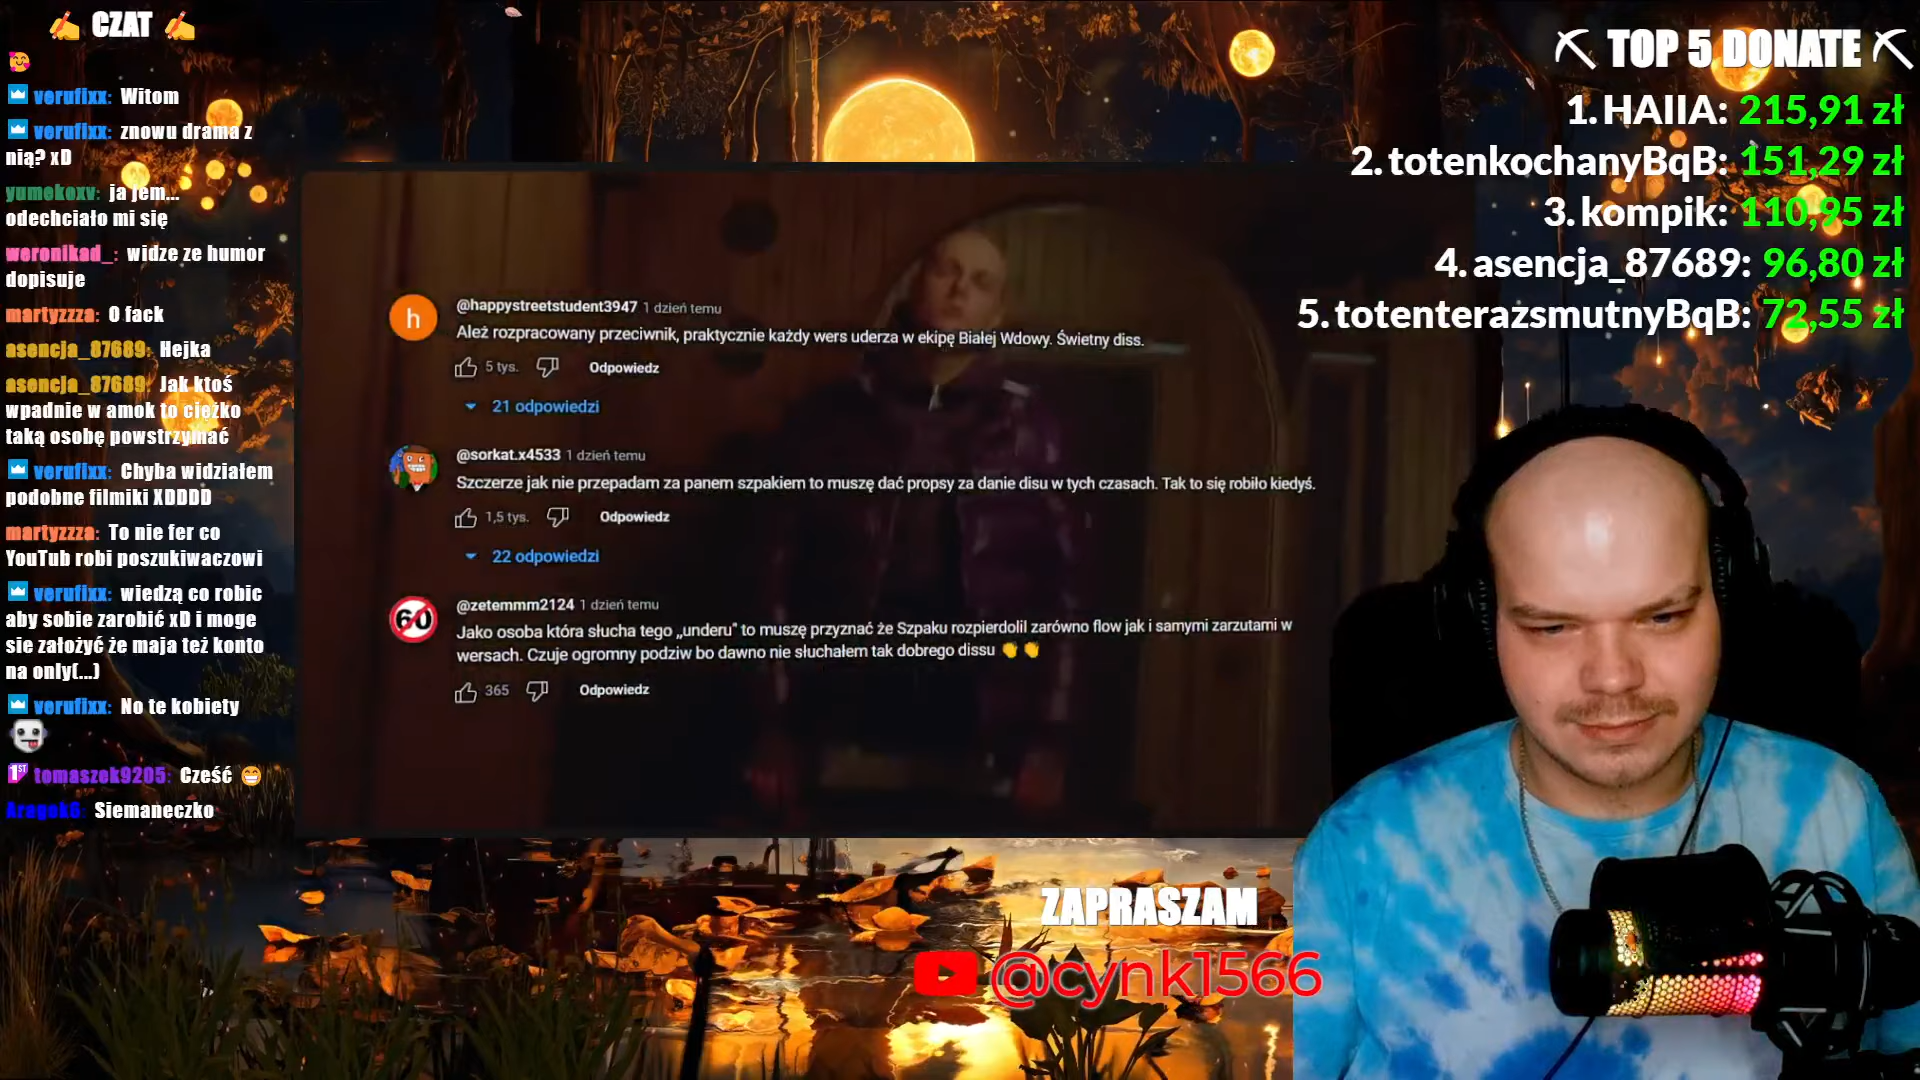 CZAT
verufixx: Witom
verufixx: znowu drama z
nią? xD
yumekoxv: ja jem...
odechciało mi się
weronikad_: widze ze humor
dopisuje
martyzzza: O fack
asencja_87689: Hejka
asencja_87689: Jak ktoś
wpadnie w amok to ciężko
taką osobę powstrzymać
verufixx: Chyba widziałem
podobne filmiki XDDDD
martyzzza: To nie fer co
YouTub robi poszukiwaczowi
verufixx: wiedzą co robic
aby sobie zarobić xD i moge
sie założyć że maja też konto
na only(...)
verufixx: No te kobiety
1ST tomaszek9205: Cześć
Aragek6: Siemaneczko
h
@happystreetstudent3947 1 dzień temu
Ależ rozpracowany przeciwnik, praktycznie każdy wers uderza w ekipę Białej Wdowy. Świetny diss.
5 tys. Odpowiedz
21 odpowiedzi
@sorkat.x4533 1 dzień temu
Szczerze jak nie przepadam za panem szpakiem to muszę dać propsy za danie disu w tych czasach. Tak to się robiło kiedyś.
1,5 tys. Odpowiedz
22 odpowiedzi
60
@zetemmm2124 1 dzień temu
Jako osoba która słucha tego „underu" to muszę przyznać że Szpaku rozpierdolil zarówno flow jak i samymi zarzutami w
wersach. Czuje ogromny podziw bo dawno nie słuchałem tak dobrego dissu
365 Odpowiedz
TOP 5 DONATE
1. HAIIA: 215,91 zł
2. totenkochanyBqB: 151,29 zł
3. kompik: 110,95 zł
4. asencja_87689: 96,80 zł
5. totenterazsmutnyBqB: 72,55 zł
ZAPRASZAM
@cynk1566